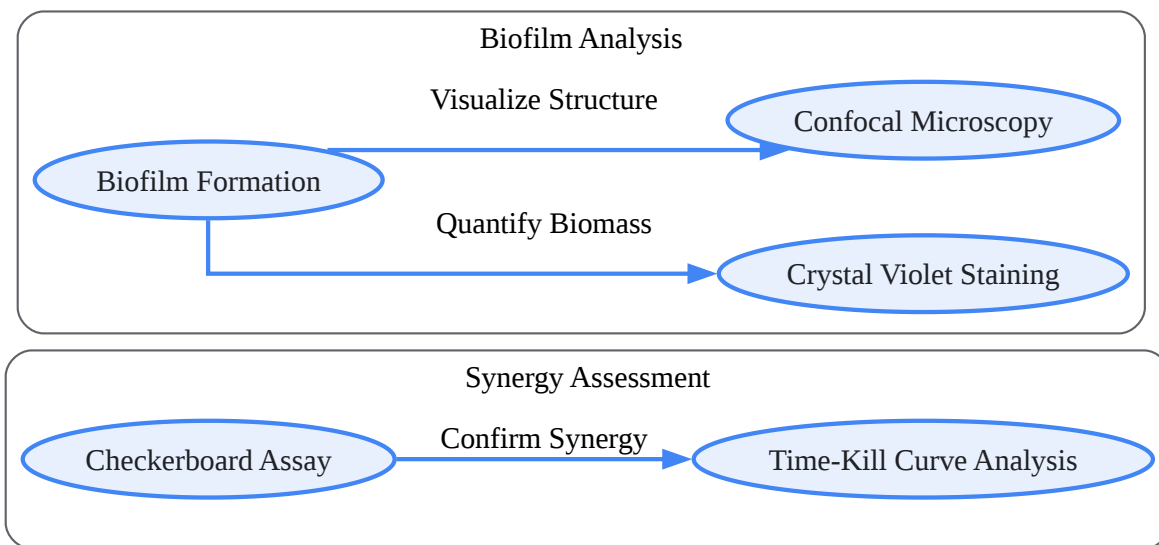 Biofilm Analysis
Visualize Structure
Confocal Microscopy
Biofilm Formation
Quantify Biomass
Crystal Violet Staining
Synergy Assessment
Confirm Synergy
Checkerboard Assay
Time-Kill Curve Analysis